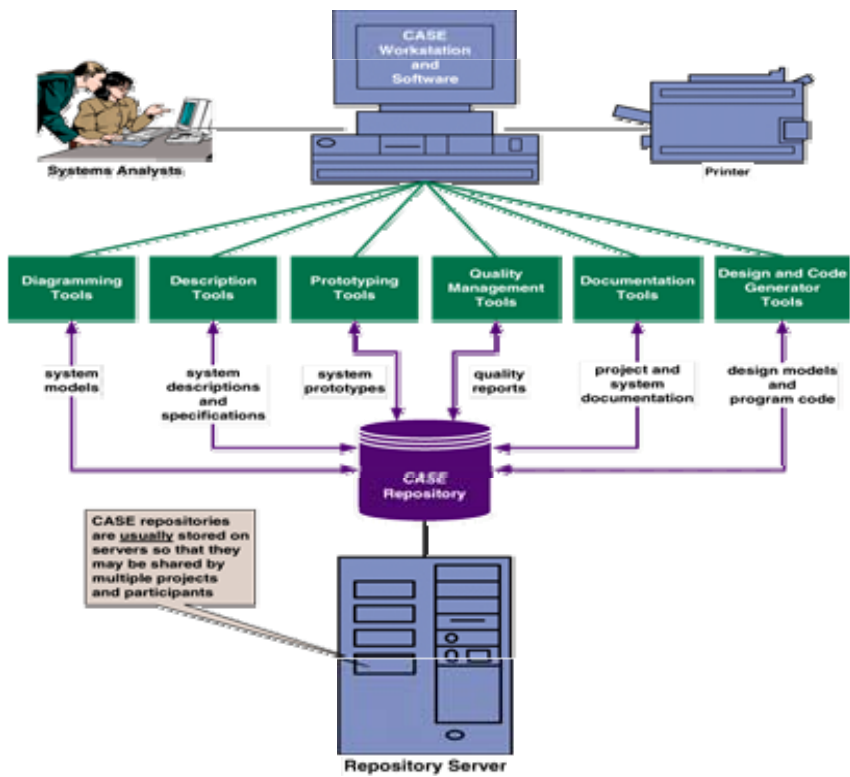 CASE
Workstation
and
Software
Systems Analysts
Printer
Diagramming
Tools
Description
Tools
Prototyping
Tools
Quality
Management
Tools
Documentation
Tools
Design and Code
Generator
Tools
system
models
system
descriptions
and
specifications
system
prototypes
quality
reports
project and
system
documentation
design models
and
program code
CASE
Repository
CASE repositories
are usually stored on
servers so that they
may be shared by
multiple projects
and participants
Repository Server